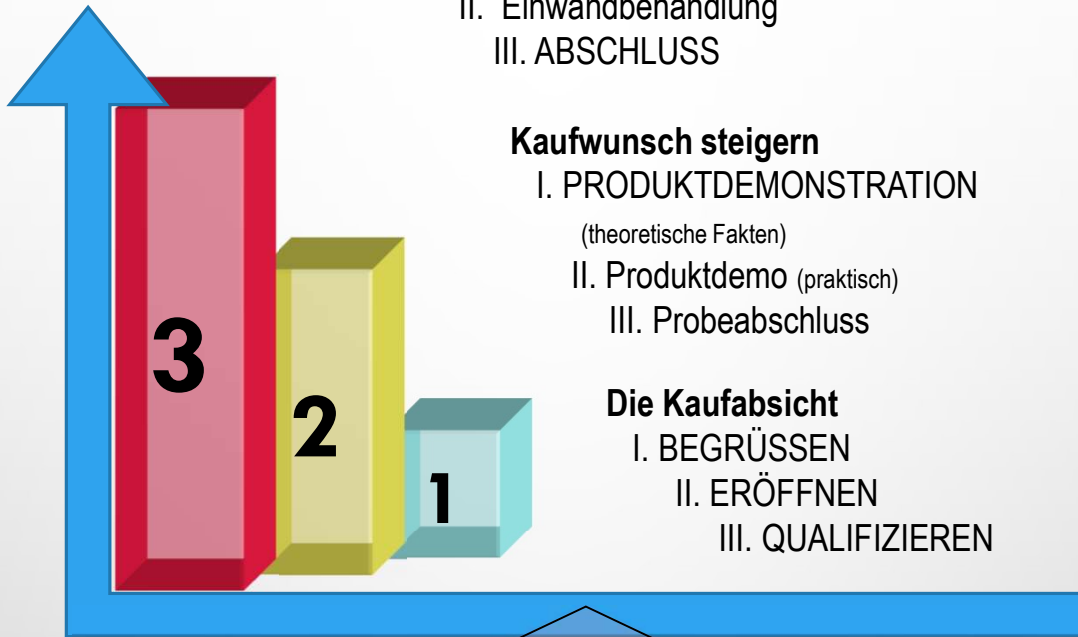 II. Einwandbehandlung
III. ABSCHLUSS
Kaufwunsch steigern
I. PRODUKTDEMONSTRATION
(theoretische Fakten)
II. Produktdemo (praktisch)
III. Probeabschluss
Die Kaufabsicht
I. BEGRÜSSEN
II. ERÖFFNEN
III. QUALIFIZIEREN
3
2
1